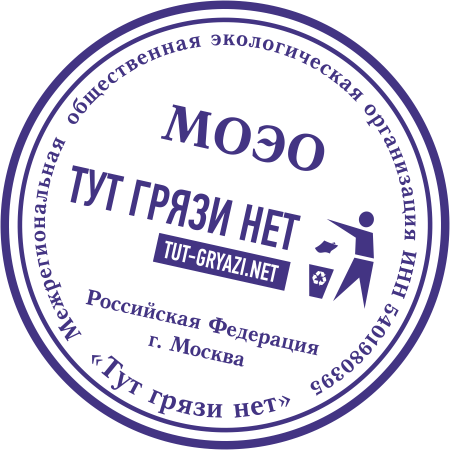 Межрегиональная общественная экологическая организация ИНН 5401980395
МОЭО
ТУТ ГРЯЗИ НЕТ
TUT-GRYAZI.NET
Российская Федерация
г. Москва
«Тут грязи нет»